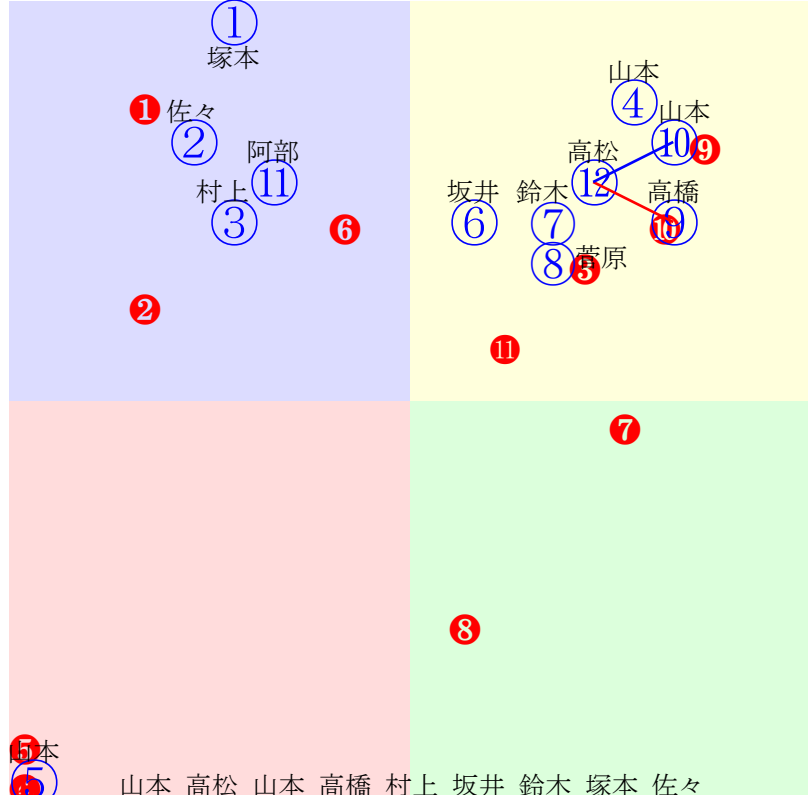 ①
塚本
山本
④
❶
佐々
②
山本
⑩
❾
阿部
⑪
高松
⑫
村上
③
❻
坂井
⑥
鈴木
⑦
高橋
⑨
❿
⑧
菅原
❷
⓫
❼
❽
山本
❺
⑤
山本 高松 山本 高橋 村上 坂井 鈴木 塚本 佐々